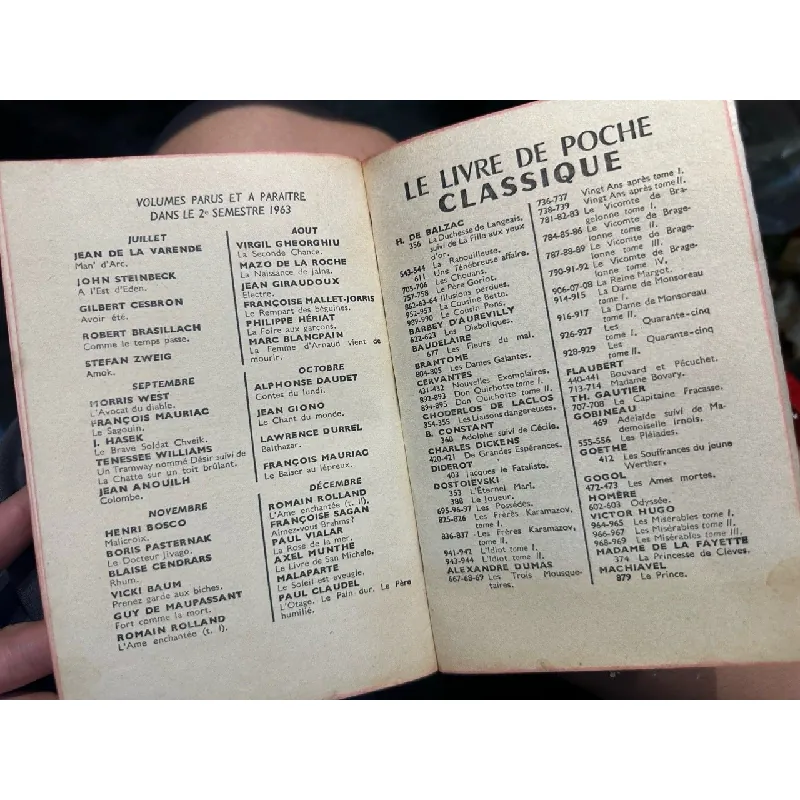 VOLUMES PARUS ET A PARAITRE
DANS LE 2e SEMESTRE 1963
JUILLET
JEAN DE LA VARENDE
Man' d'Arc.
JOHN STEINBECK
A l'Est d'Eden.
GILBERT CESBRON
Avoir été.
ROBERT BRASILLACH
Comme le temps passe.
STEFAN ZWEIG
Amok.
AOUT
VIRGIL GHEORGHIU
La Seconde Chance.
MAZO DE LA ROCHE
La Naissance de Jalna.
JEAN GIRAUDOUX
Electre.
FRANÇOISE MALLET-JORRIS
Le Rempart des béguines.
PHILIPPE HÉRIAT
La Foire aux garçons.
MARC BLANCPAIN
La Femme d'Arnaud vient de
mourir.
SEPTEMBRE
MORRIS WEST
L'Avocat du diable.
FRANÇOIS MAURIAC
Le Sagouin.
I. HASEK
Le Brave Soldat Chveik.
TENESSEE WILLIAMS
Un Tramway nommé Désir suivi de
La Chatte sur un toit brûlant.
JEAN ANOUILH
Colombe.
OCTOBRE
ALPHONSE DAUDET
Contes du lundi.
JEAN GIONO
Le Chant du monde.
LAWRENCE DURREL
Balthazar.
FRANÇOIS MAURIAC
Le Baiser au lépreux.
NOVEMBRE
HENRI BOSCO
Malicroix.
BORIS PASTERNAK
Le Docteur Jivago.
BLAISE CENDRARS
Rhum.
VICKI BAUM
Prenez garde aux biches.
GUY DE MAUPASSANT
Fort comme la mort.
ROMAIN ROLLAND
L'Ame enchantée (t. I).
DÉCEMBRE
ROMAIN ROLLAND
L'Ame enchantée (t. II)
FRANÇOISE SAGAN
Aimez-vous Brahms?
PAUL VIALAR
La Rose de la mer.
AXEL MUNTHE
Le Livre de San Michele.
MALAPARTE
Le Soleil est aveugle.
PAUL CLAUDEL
L'Otage. Le Pain dur. Le Père
humilié.
LE LIVRE DE POCHE
CLASSIQUE
H. DE BALZAC
356 La Duchesse de Langeais,
suivi de La Fille aux yeux
d'or.
543-544 La Rabouilleuse.
611 Une Ténébreuse affaire.
705-706 Les Chouans.
757-758 Le Père Goriot.
862-63-64 Illusions perdues.
952-953 La Cousine Bette.
989-990 Le Cousin Pons.
BARBEY D'AUREVILLY
622-623 Les Diaboliques.
BAUDELAIRE
677 Les Fleurs du mal.
BRANTOME
804-805 Les Dames Galantes.
CERVANTES
431-432 Nouvelles Exemplaires.
892-893 Don Quichotte tome I.
894-895 Don Quichotte tome II.
CHODERLOS DE LACLOS
354-355 Les Liaisons dangereuses.
B. CONSTANT
360 Adolphe suivi de Cécile.
CHARLES DICKENS
420-421 De Grandes Espérances.
DIDEROT
403 Jacques le Fataliste.
DOSTOIEVSKI
353 L'Éternel Mari.
388 Le Joueur.
695-96-97 Les Possédés.
825-826 Les Frères Karamazov,
tome I.
836-837 Les Frères Karamazov,
tome II.
941-942 L'Idiot tome I.
943-944 L'Idiot tome II.
ALEXANDRE DUMAS
667-68-69 Les Trois Mousque-
taires.
736-737 Vingt Ans après tome I.
738-739 Vingt Ans après tome II.
781-82-83 Le Vicomte de Bra-
gelonne tome I.
784-85-86 Le Vicomte de Brage-
lonne tome II.
787-88-89 Le Vicomte de Brage-
lonne tome III.
790-91-92 Le Vicomte de Brage-
lonne tome IV.
906-07-08 La Reine Margot.
914-915 La Dame de Monsoreau
tome I.
916-917 La Dame de Monsoreau
tome II.
926-927 Les Quarante-cinq
tome I.
928-929 Les Quarante-cinq
tome II.
FLAUBERT
440-441 Bouvard et Pécuchet.
713-714 Madame Bovary.
TH. GAUTIER
707-708 Le Capitaine Fracasse.
GOBINEAU
469 Adélaïde suivi de Ma-
demoiselle Irnois.
555-556 Les Pléiades.
GOETHE
412 Les Souffrances du jeune
Werther.
GOGOL
472-473 Les Ames mortes.
HOMÈRE
602-603 Odyssée.
VICTOR HUGO
964-965 Les Misérables tome I.
966-967 Les Misérables tome II.
968-969 Les Misérables tome III
MADAME DE LA FAYETTE
374 La Princesse de Clèves.
MACHIAVEL
879 Le Prince.